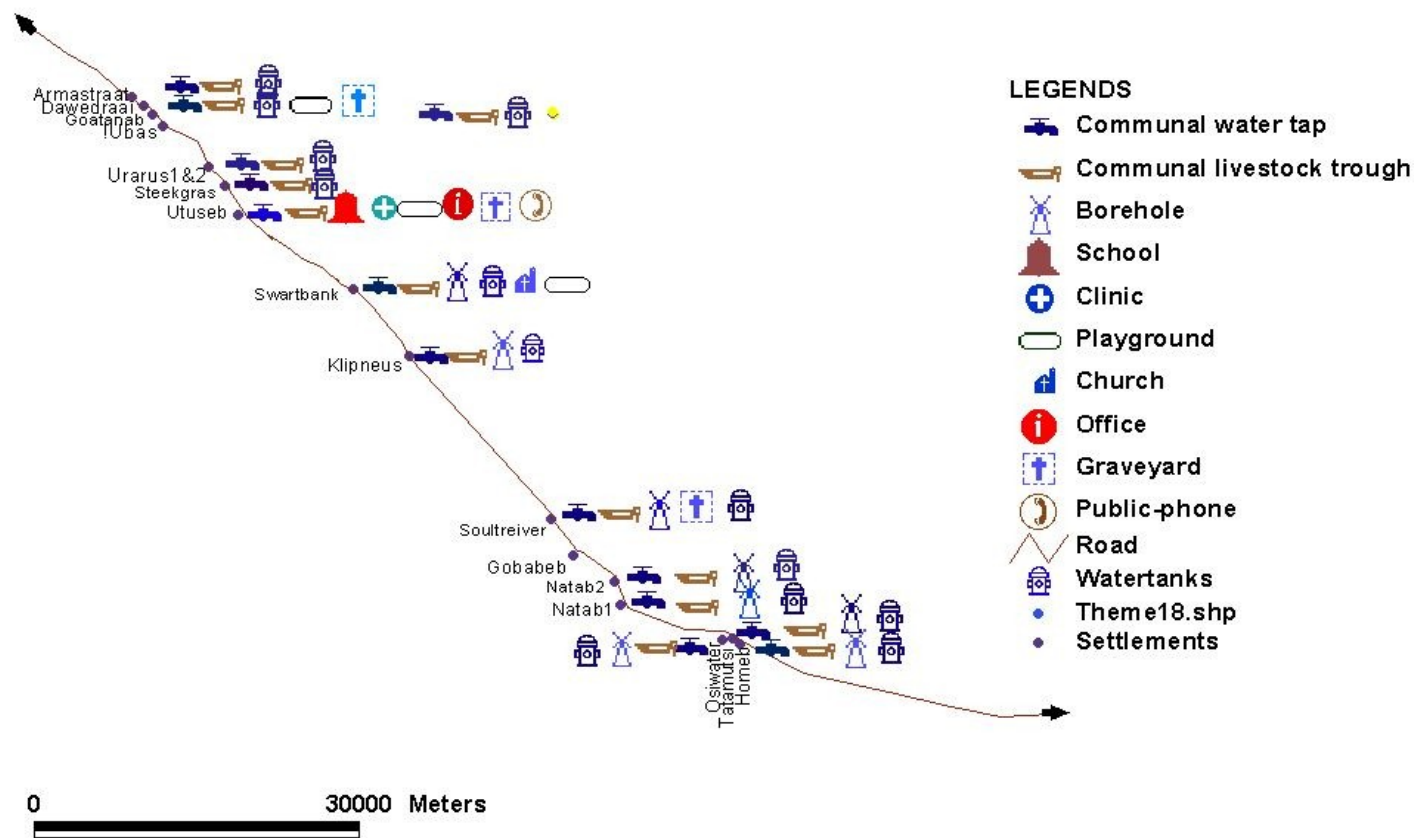 LEGENDS
Communal water tap
Communal livestock trough
Borehole
School
Clinic
Playground
Church
Office
Graveyard
Public-phone
Road
Watertanks
Theme18.shp
Settlements
Armastraat
Dawedraai
Goatanab
!Ubas
Urarus1&2
Steekgras
Utuseb
Swartbank
Klipneus
Soultreiver
Gobabeb
Natab2
Natab1
Osiwater
Tatamutsi
Homeb
0 30000 Meters